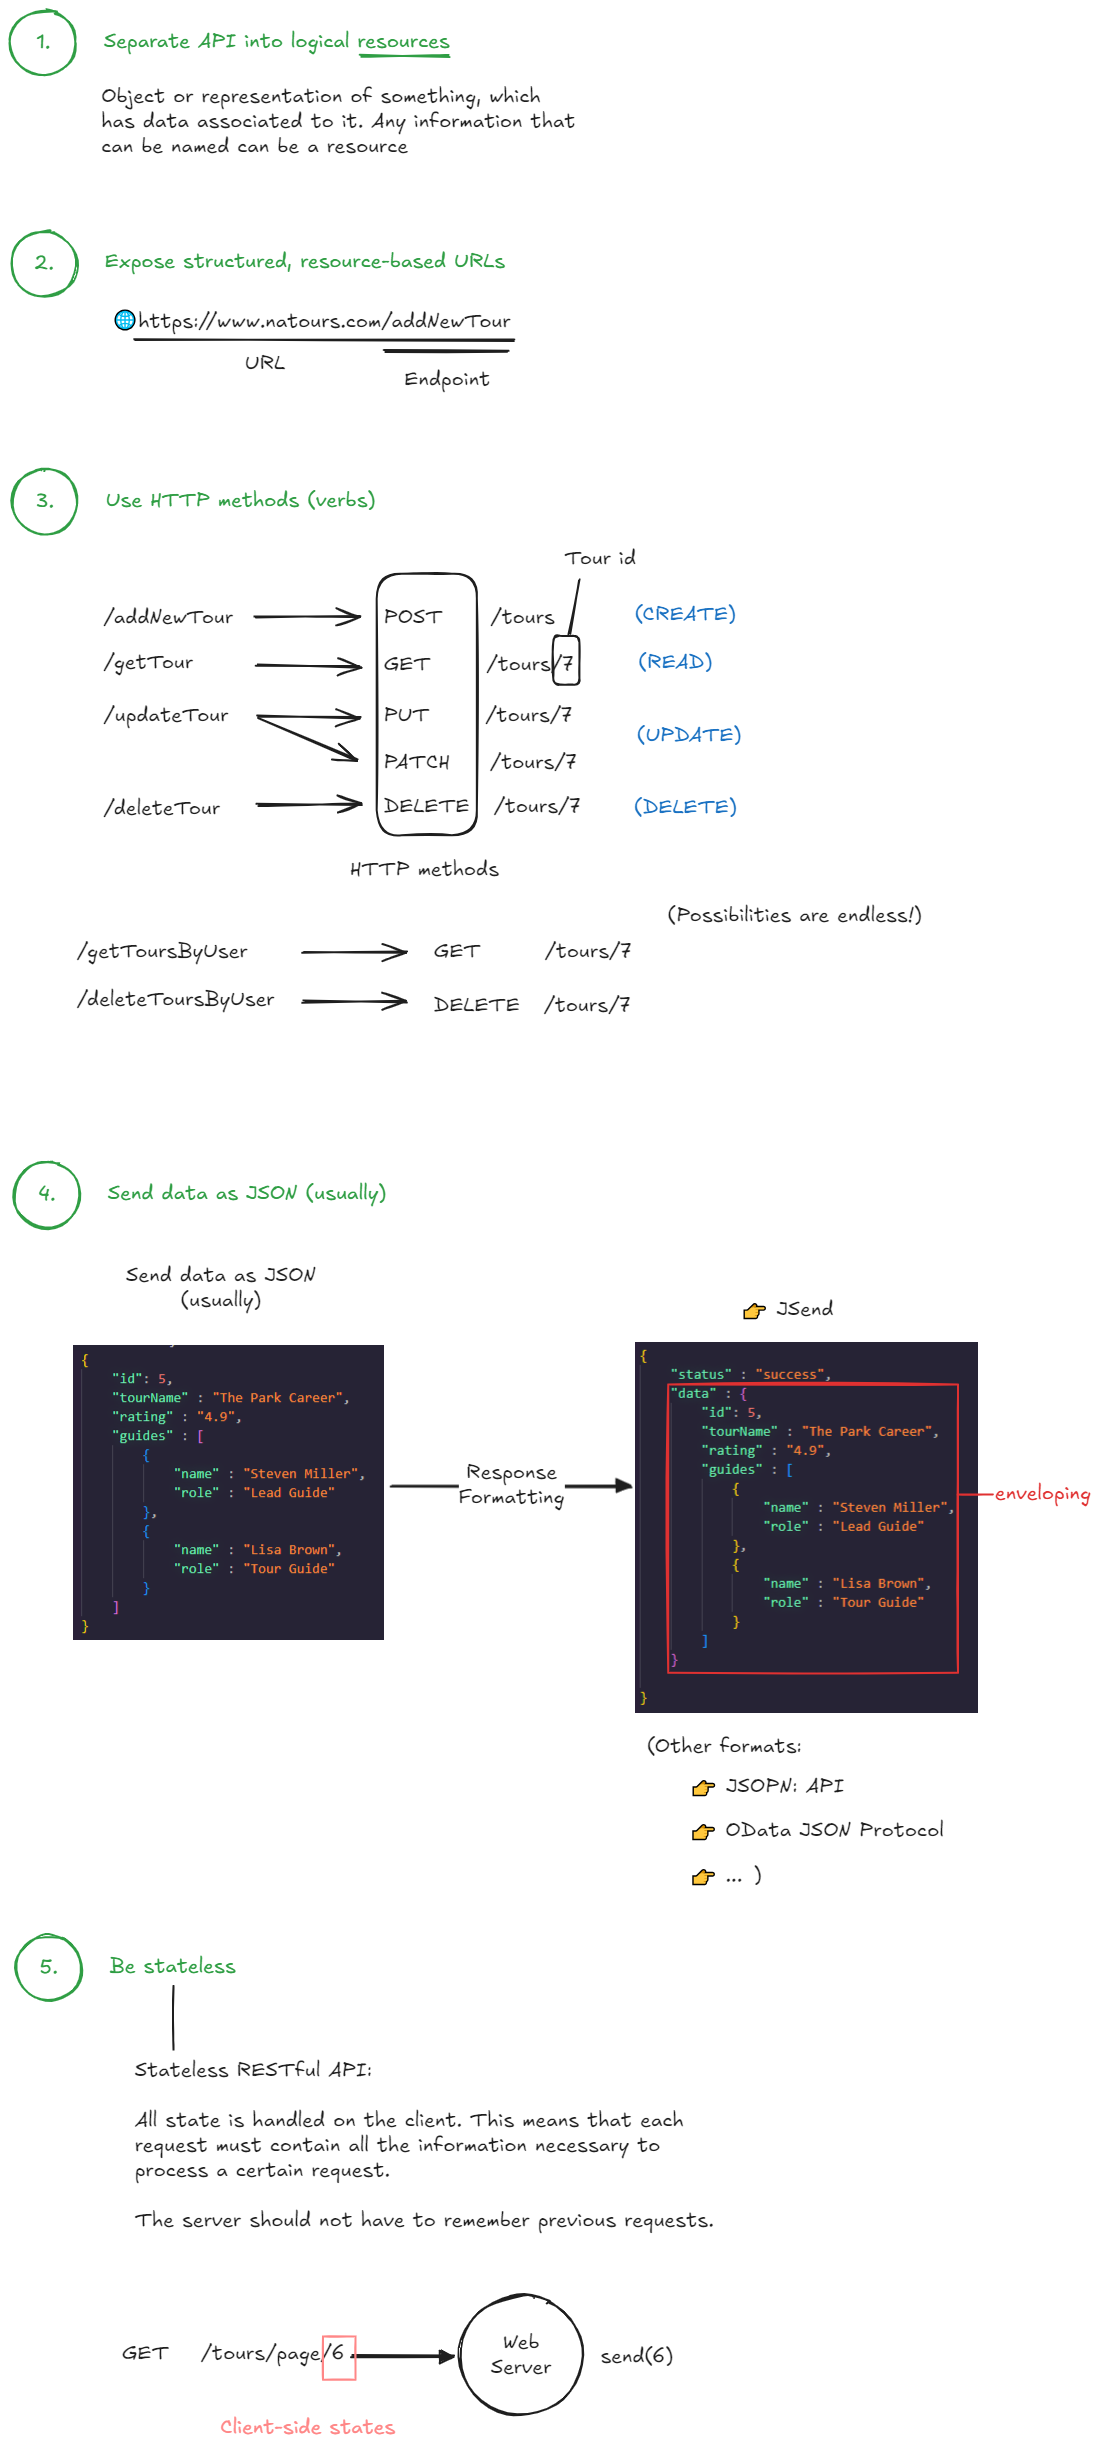 1.
Separate API into logical resources
Object or representation of something, which
has data associated to it. Any information that
can be named can be a resource
2.
Expose structured, resource-based URLs
https://www.natours.com/addNewTour
URL
Endpoint
3.
Use HTTP methods (verbs)
Tour id
/addNewTour POST /tours (CREATE)
/getTour GET /tours/7 (READ)
/updateTour PUT /tours/7
(UPDATE)
PATCH /tours/7
/deleteTour DELETE /tours/7 (DELETE)
HTTP methods
(Possibilities are endless!)
/getToursByUser GET /tours/7
/deleteToursByUser DELETE /tours/7
4.
Send data as JSON (usually)
Send data as JSON
(usually)
{
"id": 5,
"tourName" : "The Park Career",
"rating" : "4.9",
"guides" : [
{
"name" : "Steven Miller",
"role" : "Lead Guide"
},
{
"name" : "Lisa Brown",
"role" : "Tour Guide"
}
]
}
Response
Formatting
👉 JSend
{
"status" : "success",
"data" : {
"id": 5,
"tourName" : "The Park Career",
"rating" : "4.9",
"guides" : [
{
"name" : "Steven Miller",
"role" : "Lead Guide"
},
{
"name" : "Lisa Brown",
"role" : "Tour Guide"
}
]
}
}
enveloping
(Other formats:
👉 JSOPN: API
👉 OData JSON Protocol
👉 ... )
5.
Be stateless
Stateless RESTful API:
All state is handled on the client. This means that each
request must contain all the information necessary to
process a certain request.
The server should not have to remember previous requests.
GET /tours/page/6
Web
Server
send(6)
Client-side states